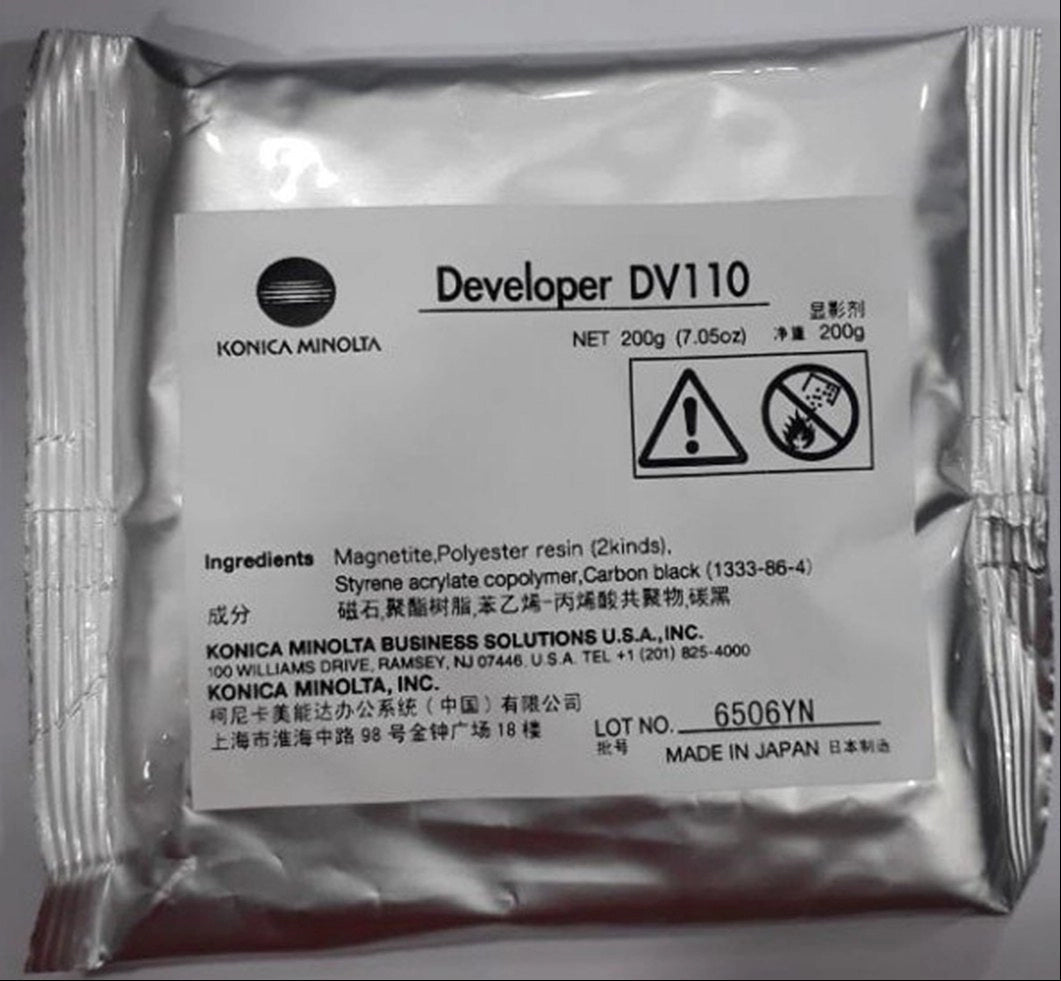 Developer DV110
KONICA MINOLTA
显影剂
NET 200g (7.05oz) 净重 200g
Ingredients Magnetite,Polyester resin (2kinds),
Styrene acrylate copolymer,Carbon black (1333-86-4)
成分 磁石,聚酯树脂,苯乙烯-丙烯酸共聚物,碳黑
KONICA MINOLTA BUSINESS SOLUTIONS U.S.A.,INC.
100 WILLIAMS DRIVE, RAMSEY, NJ 07446, U.S.A. TEL +1 (201) 825-4000
KONICA MINOLTA, INC.
柯尼卡美能达办公系统（中国）有限公司
上海市淮海中路 98 号金钟广场 18 楼
LOT NO. 6506YN
批号
MADE IN JAPAN 日本制造